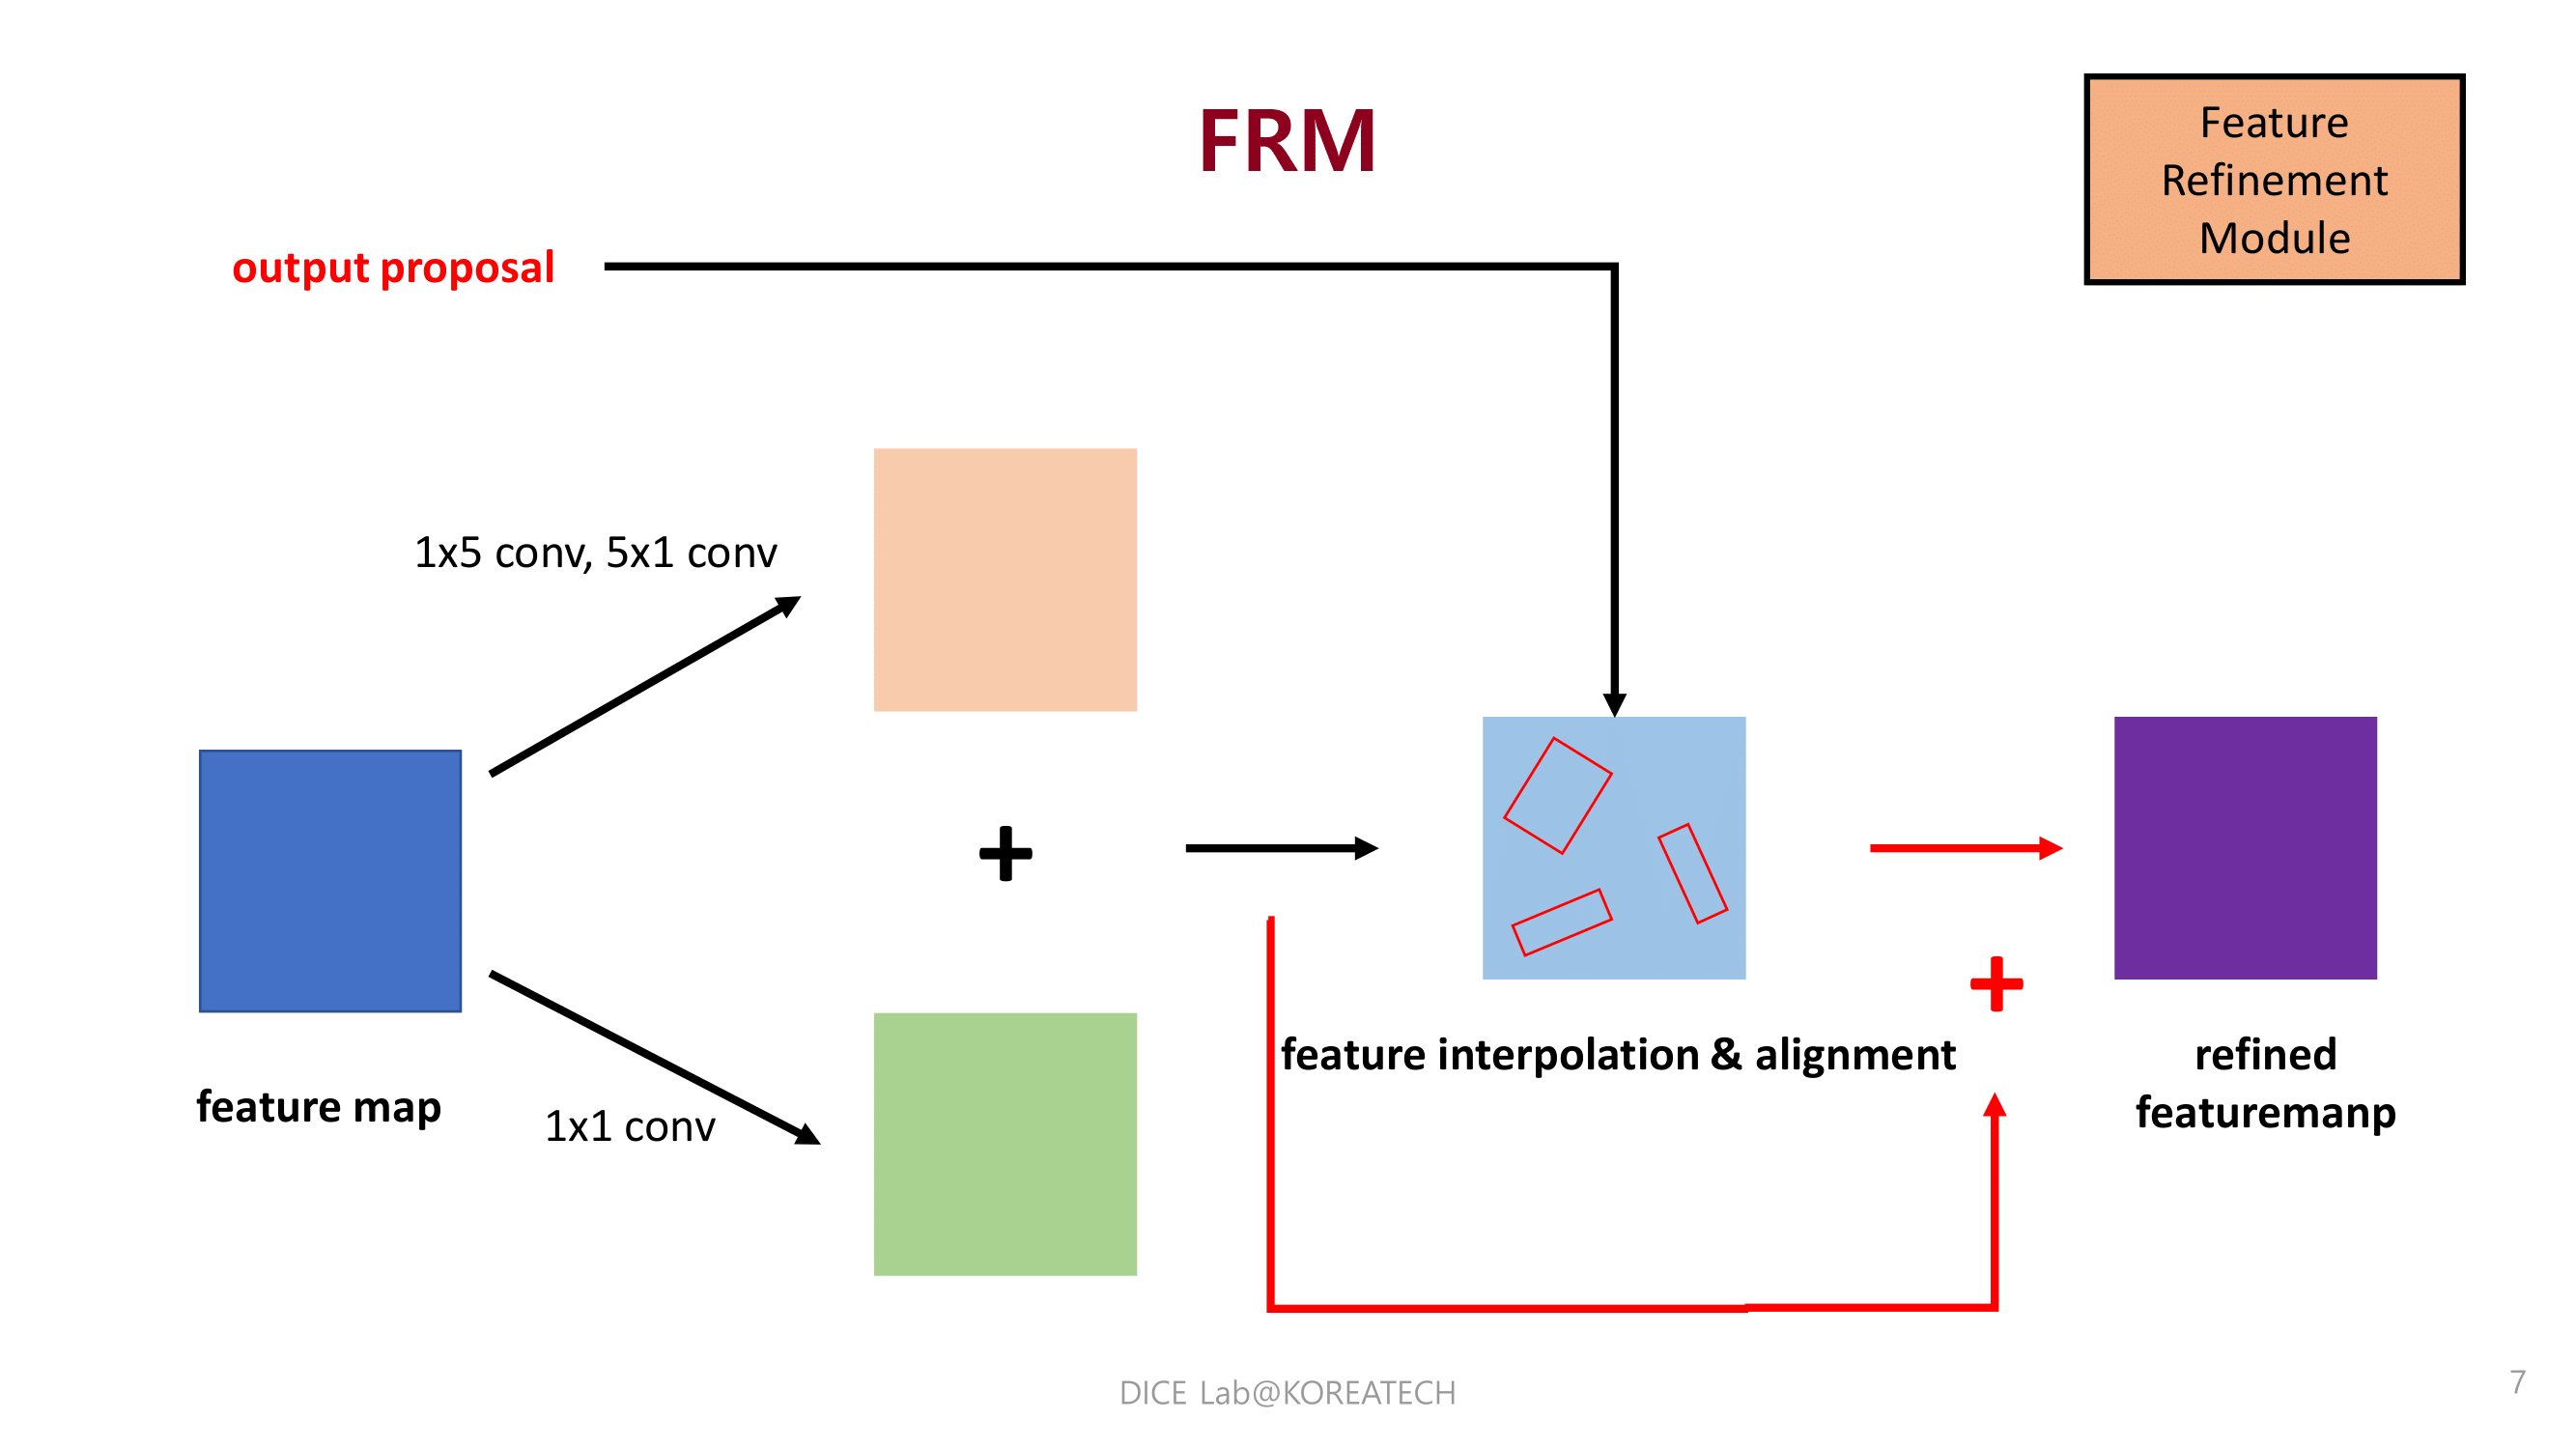 FRM
Feature
Refinement
Module
output proposal
1x5 conv, 5x1 conv
+
+
feature map
1x1 conv
feature interpolation & alignment
refined
featuremanp
DICE Lab@KOREATECH
7